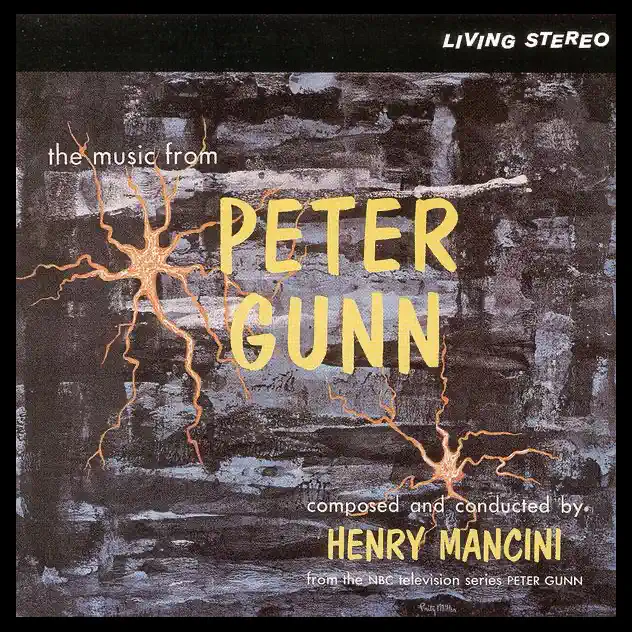 LIVING STEREO
the music from
PETER
GUNN
composed and conducted by
HENRY MANCINI
from the NBC television series PETER GUNN